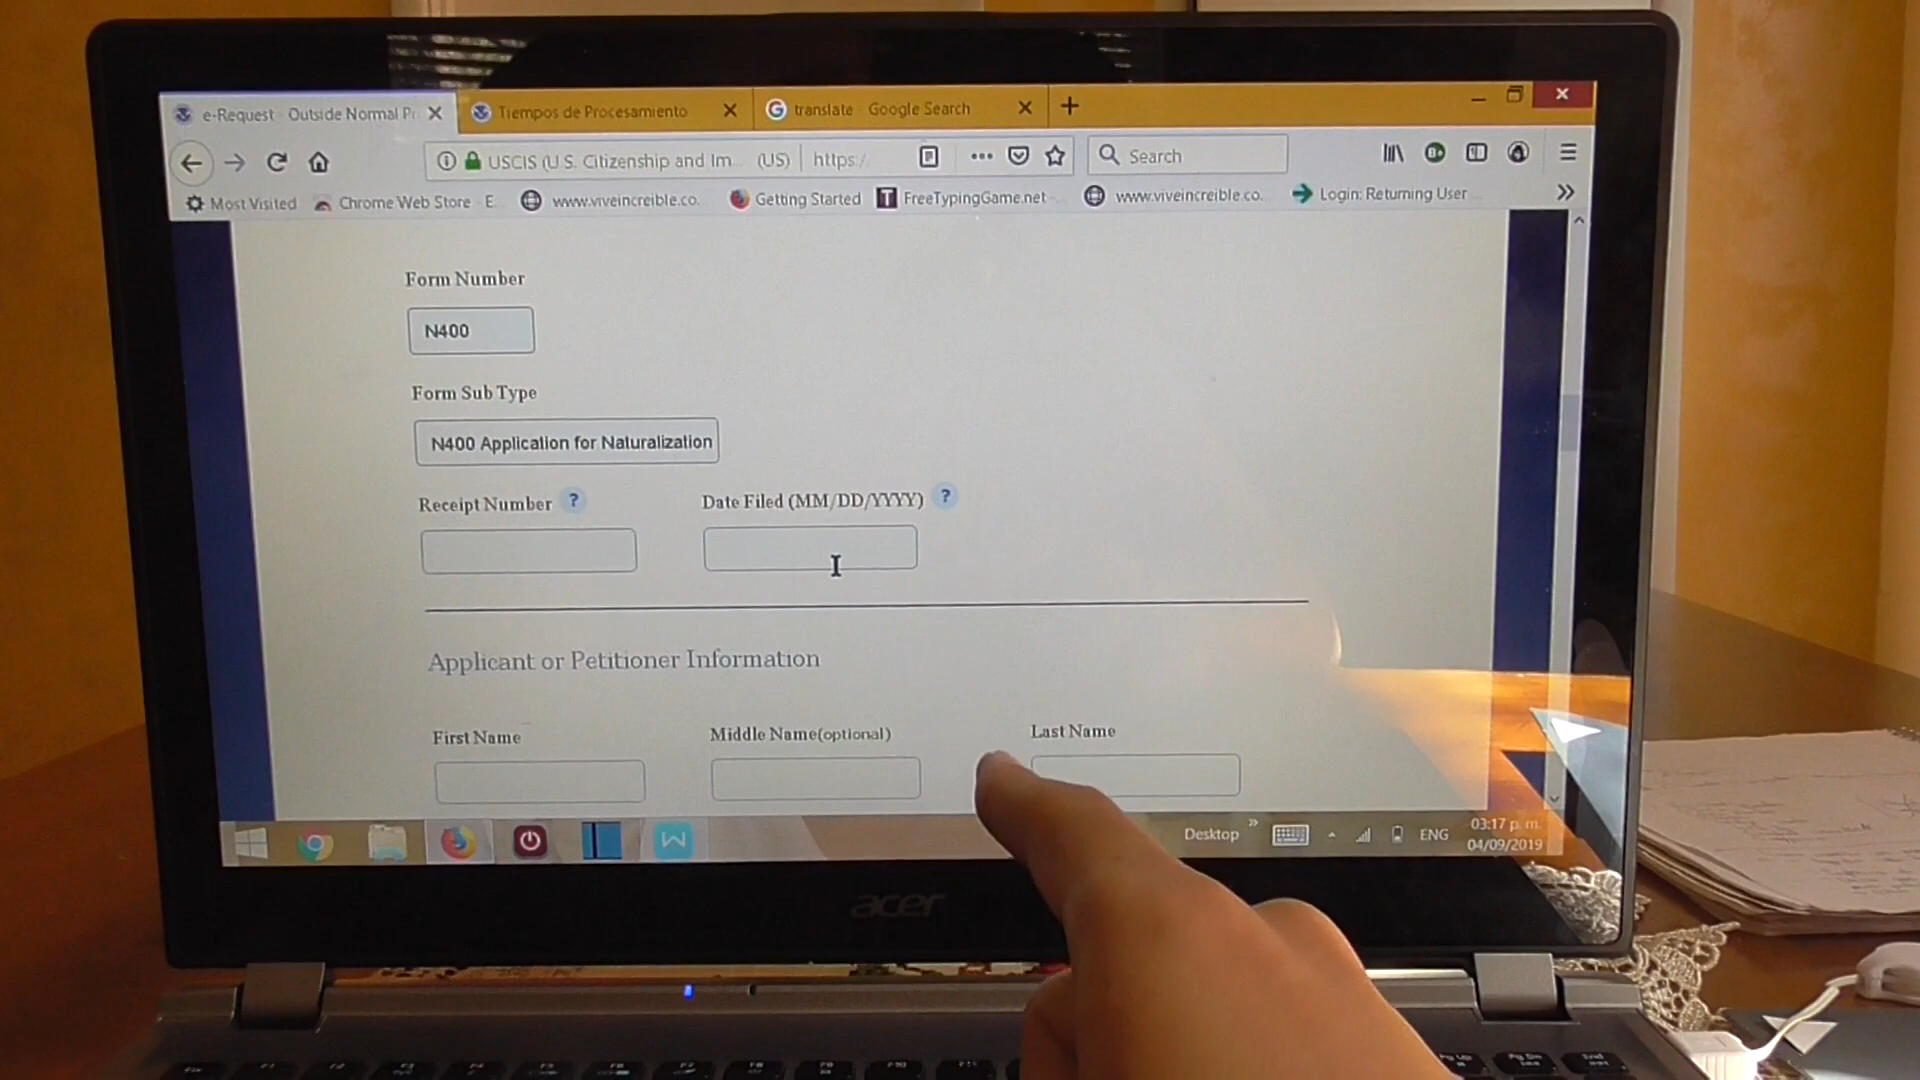 e-Request - Outside Normal Pr
Tiempos de Procesamiento
translate - Google Search
USCIS (U S. Citizenship and Im... (US)
https:/
Search
Most Visited
Chrome Web Store - E
www.viveincreible.co.
Getting Started
FreeTypingGame.net -
www.viveincreible.co.
Login: Returning User
Form Number
N400
Form Sub Type
N400 Application for Naturalization
Receipt Number ?
Date Filed (MM/DD/YYYY) ?
Applicant or Petitioner Information
First Name
Middle Name(optional)
Last Name
Desktop
ENG
03:17 p. m.
04/09/2019
acer